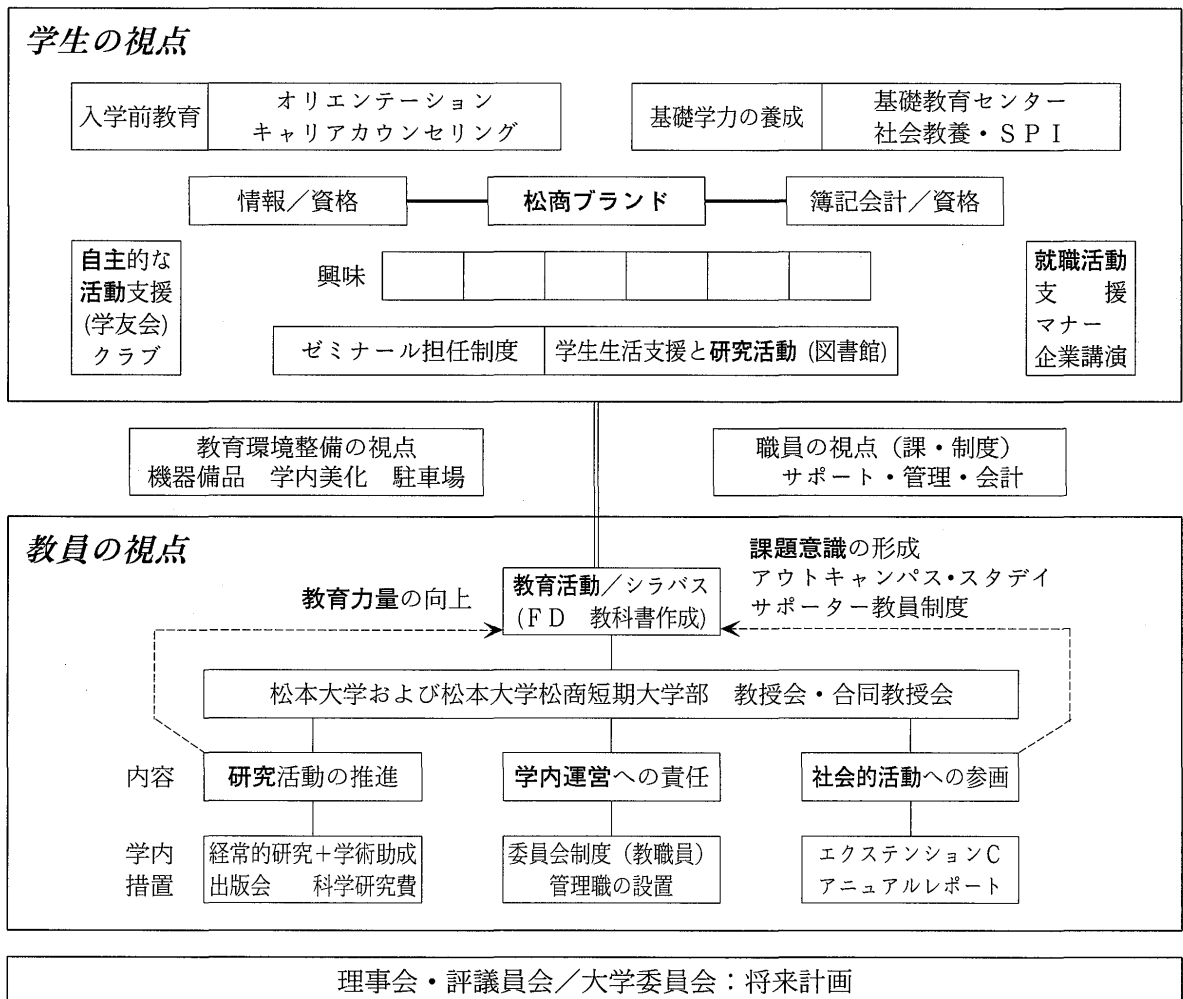 学生の視点
入学前教育
オリエンテーション
キャリアカウンセリング
基礎学力の養成
基礎教育センター
社会教養・ＳＰＩ
情報／資格
松商ブランド
簿記会計／資格
自主的な
活動支援
(学友会)
クラブ
興味
就職活動
支　援
マナー
企業講演
ゼミナール担任制度
学生生活支援と研究活動 (図書館)
教育環境整備の視点
機器備品　学内美化　駐車場
職員の視点（課・制度）
サポート・管理・会計
教員の視点
教育力量の向上
教育活動／シラバス
(ＦＤ　教科書作成)
課題意識の形成
アウトキャンパス・スタデイ
サポーター教員制度
松本大学および松本大学松商短期大学部　教授会・合同教授会
内容
研究活動の推進
学内運営への責任
社会的活動への参画
学内
措置
経常的研究＋学術助成
出版会　科学研究費
委員会制度（教職員）
管理職の設置
エクステンションＣ
アニュアルレポート
理事会・評議員会／大学委員会：将来計画